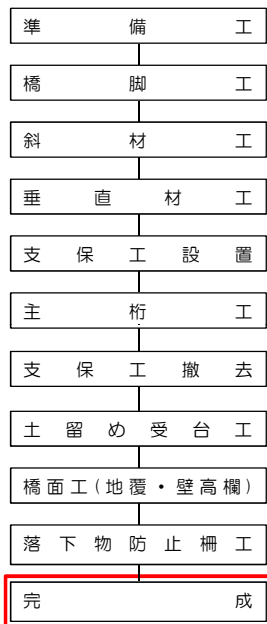 準備工
橋脚工
斜材工
垂直材工
支保工設置
主桁工
支保工撤去
土留め受台工
橋面工(地覆・壁高欄)
落下物防止柵工
完成